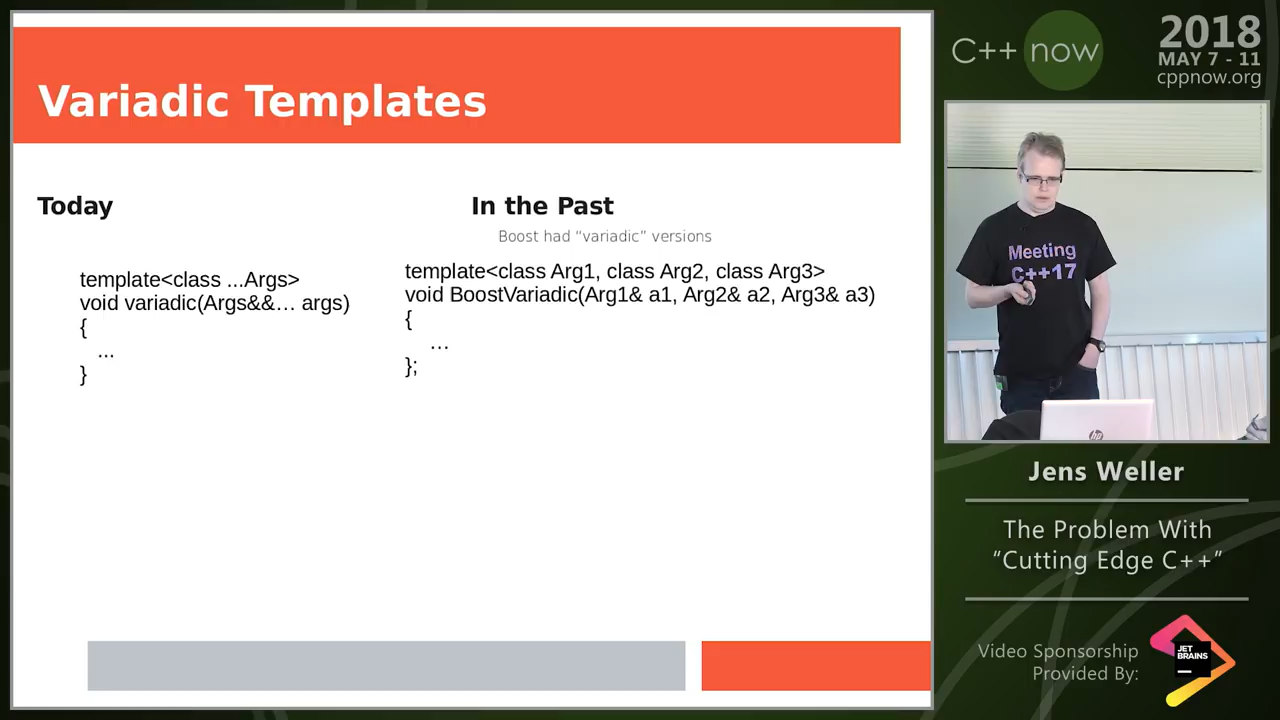 Variadic Templates
Today
template<class ...Args>
void variadic(Args&&… args)
{
...
}
In the Past
Boost had “variadic” versions
template<class Arg1, class Arg2, class Arg3>
void BoostVariadic(Arg1& a1, Arg2& a2, Arg3& a3)
{
…
};
C++ now
2018
MAY 7 - 11
cppnow.org
Meeting
C++17
hp
Jens Weller
The Problem With
“Cutting Edge C++”
Video Sponsorship
Provided By:
JET
BRAINS